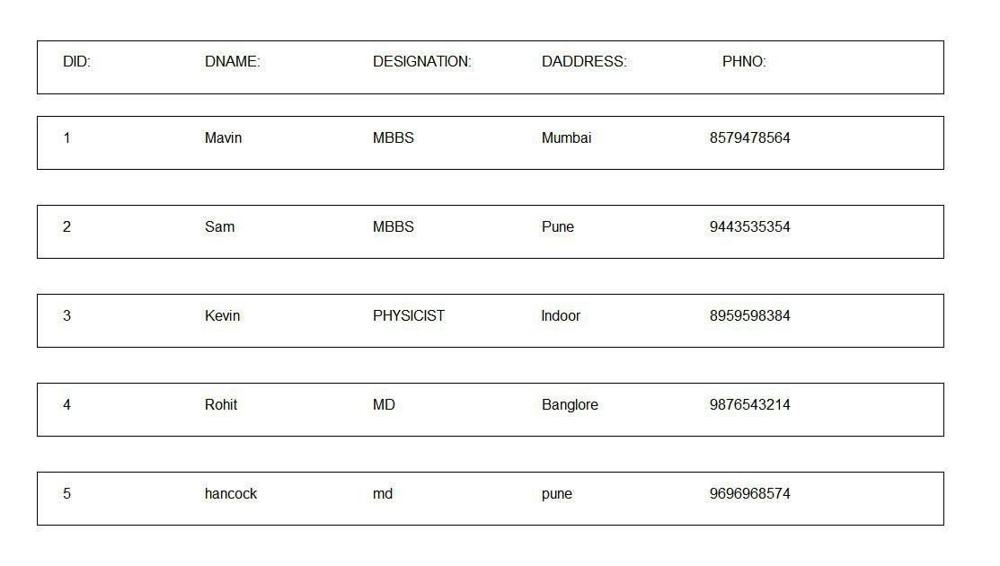 DID: DNAME: DESIGNATION: DADDRESS: PHNO:
1 Mavin MBBS Mumbai 8579478564
2 Sam MBBS Pune 9443535354
3 Kevin PHYSICIST Indoor 8959598384
4 Rohit MD Banglore 9876543214
5 hancock md pune 9696968574